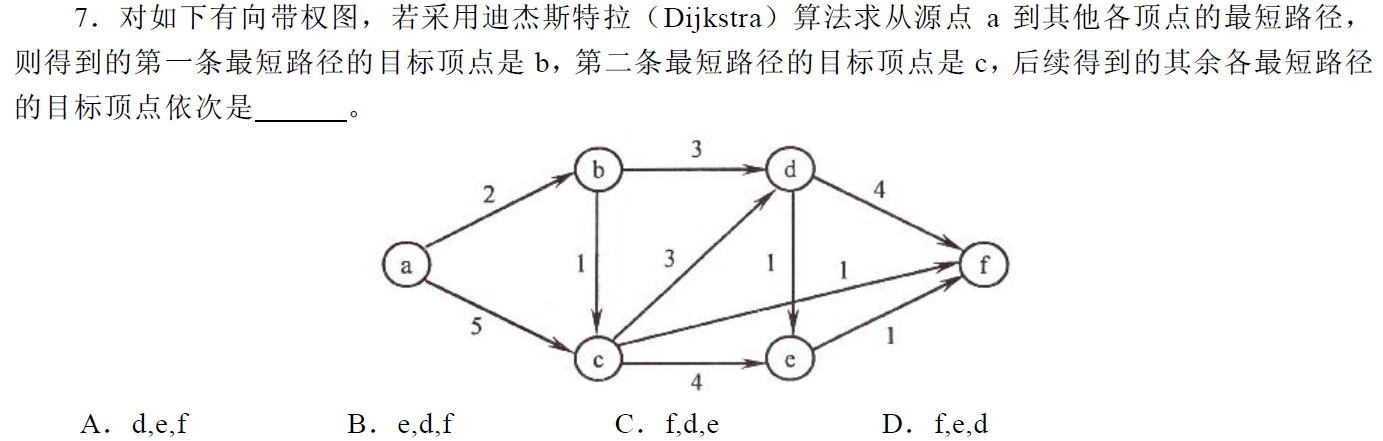 7．对如下有向带权图，若采用迪杰斯特拉（Dijkstra）算法求从源点 a 到其他各顶点的最短路径，
则得到的第一条最短路径的目标顶点是 b，第二条最短路径的目标顶点是 c，后续得到的其余各最短路径
的目标顶点依次是______。
3
b
d
2
4
a
1
3
1
1
f
5
1
c
e
4
A．d,e,f B．e,d,f C．f,d,e D．f,e,d